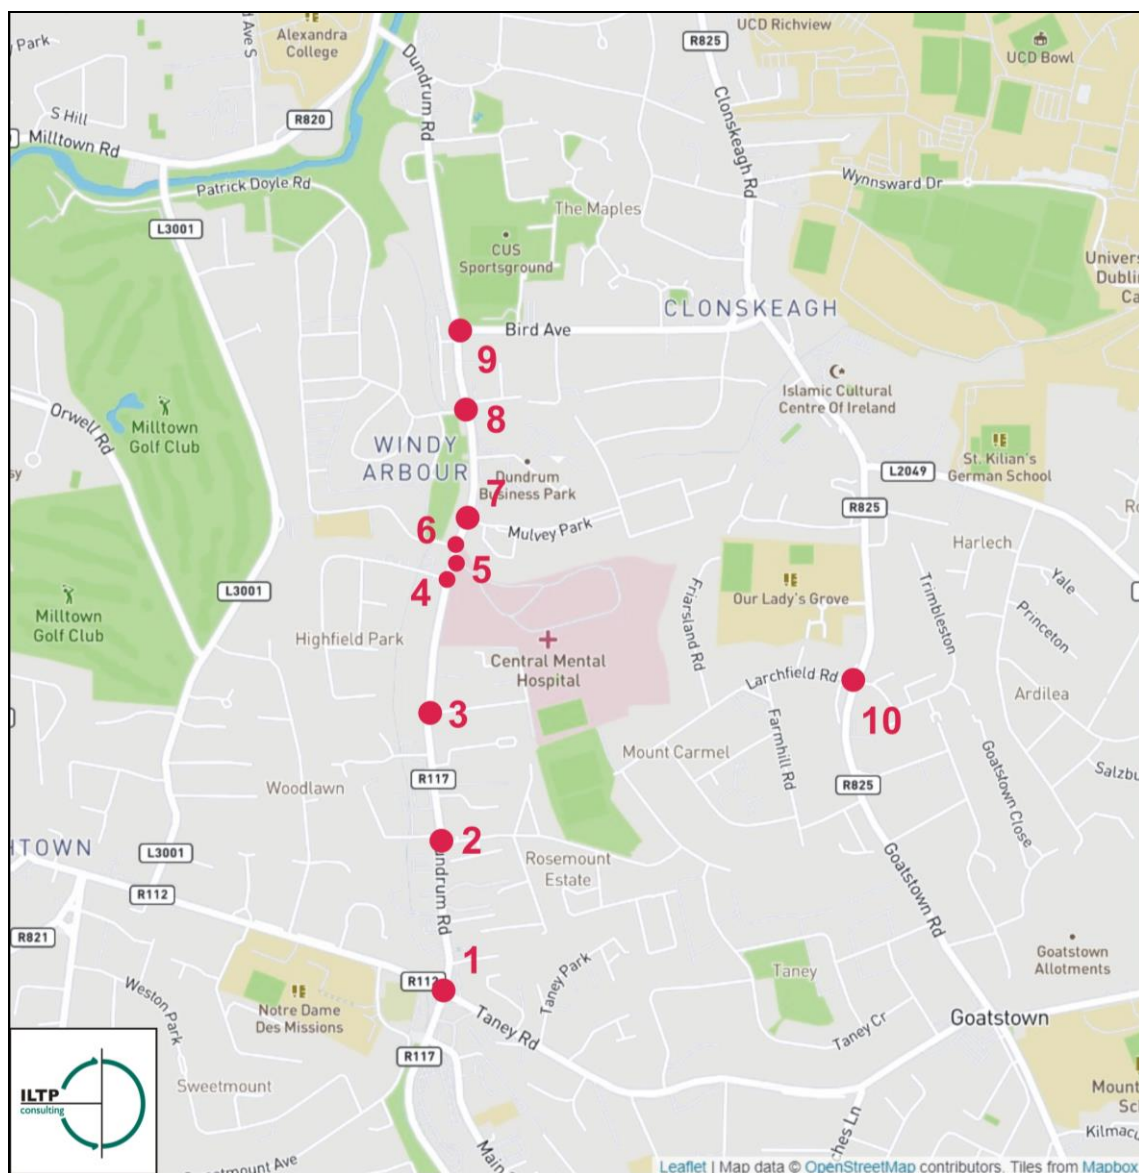 UCD Richview
Alexandra
College
R825
UCD Bowl
Park
Ave S
Dundrum Rd
Clonskeagh Rd
S Hill
R820
Milltown Rd
Patrick Doyle Rd
Wynnsward Dr
The Maples
L3001
CUS
Sportsground
CLONSKEAGH
Bird Ave
9
Islamic Cultural
Centre Of Ireland
Orwell Rd
Milltown
Golf Club
8
WINDY
ARBOUR
St. Kilian's
German School
L2049
Dundrum
Business Park
7
R825
6
Mulvey Park
5
Harlech
4
Yale
L3001
Our Lady's Grove
Friarsland Rd
Trimbleston
Princeton
Milltown
Golf Club
Highfield Park
Central Mental
Hospital
Larchfield Rd
Ardilea
3
10
Farmhill Rd
Mount Carmel
Goatstown Close
R117
Woodlawn
R825
2
L3001
Rosemount
Estate
Goatstown Rd
R112
Dundrum Rd
R821
Goatstown
Allotments
1
Taney
Taney Park
R112
Weston Park
Notre Dame
Des Missions
Taney Rd
Taney Cr
Goatstown
R117
ILTP
consulting
Sweetmount
Mount
Kilmacu
Sweetmount Ave
Main
Leaflet | Map data © OpenStreetMap contributors. Tiles from Mapbox